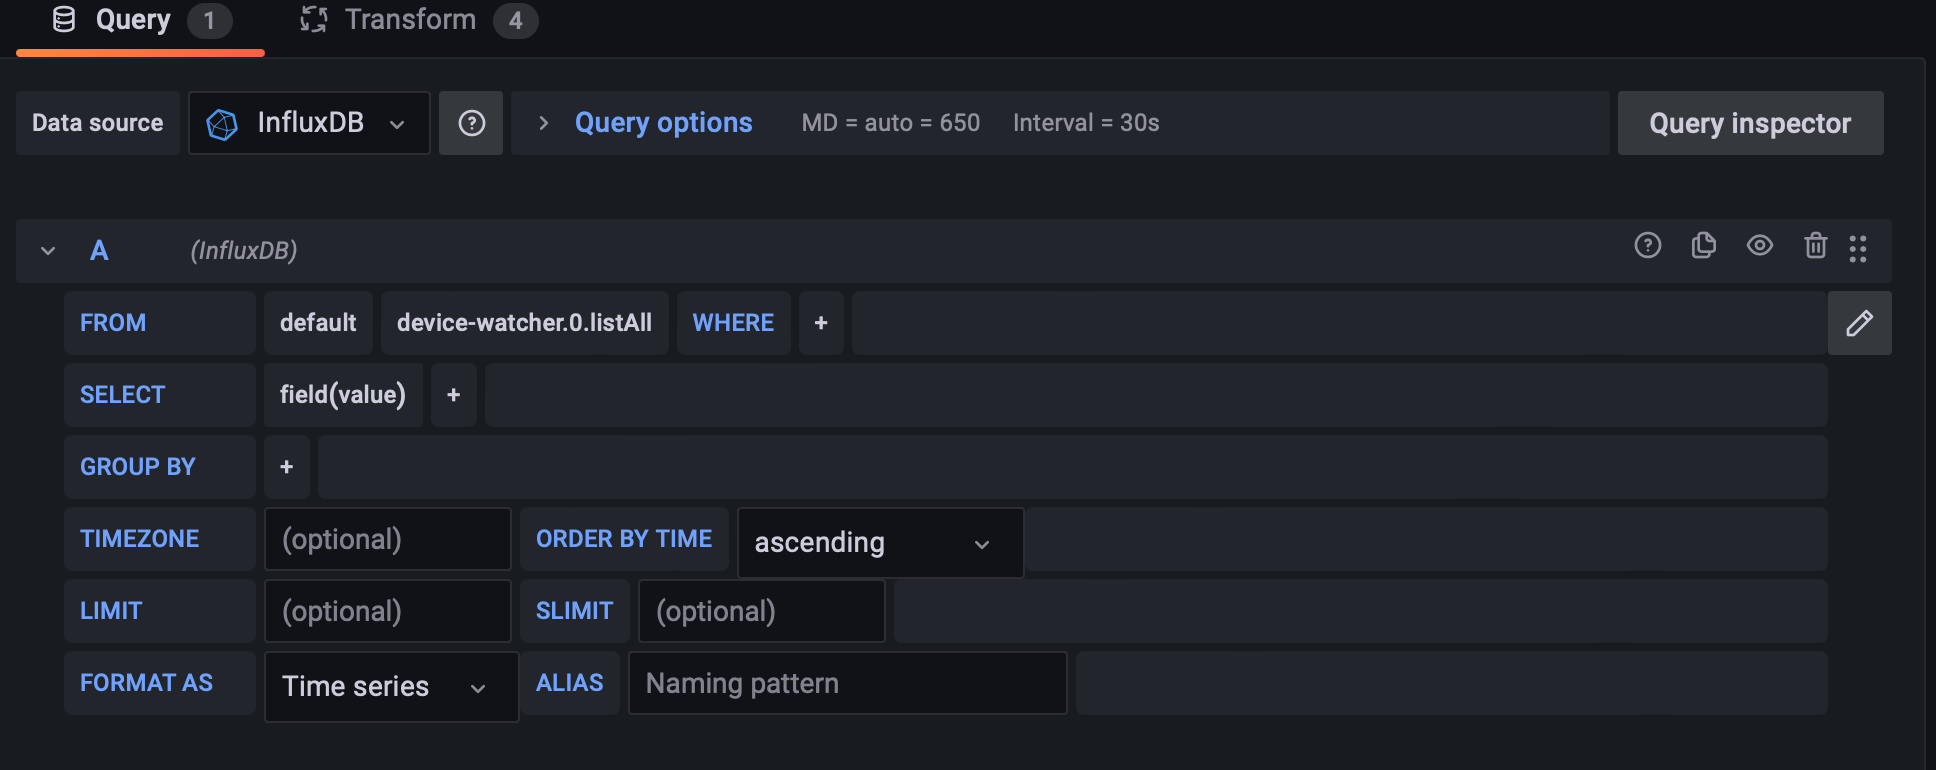 Query 1 Transform 4
Data source InfluxDB Query options MD = auto = 650 Interval = 30s Query inspector
A (InfluxDB)
FROM default device-watcher.0.listAll WHERE +
SELECT field(value) +
GROUP BY +
TIMEZONE (optional) ORDER BY TIME ascending
LIMIT (optional) SLIMIT (optional)
FORMAT AS Time series ALIAS Naming pattern